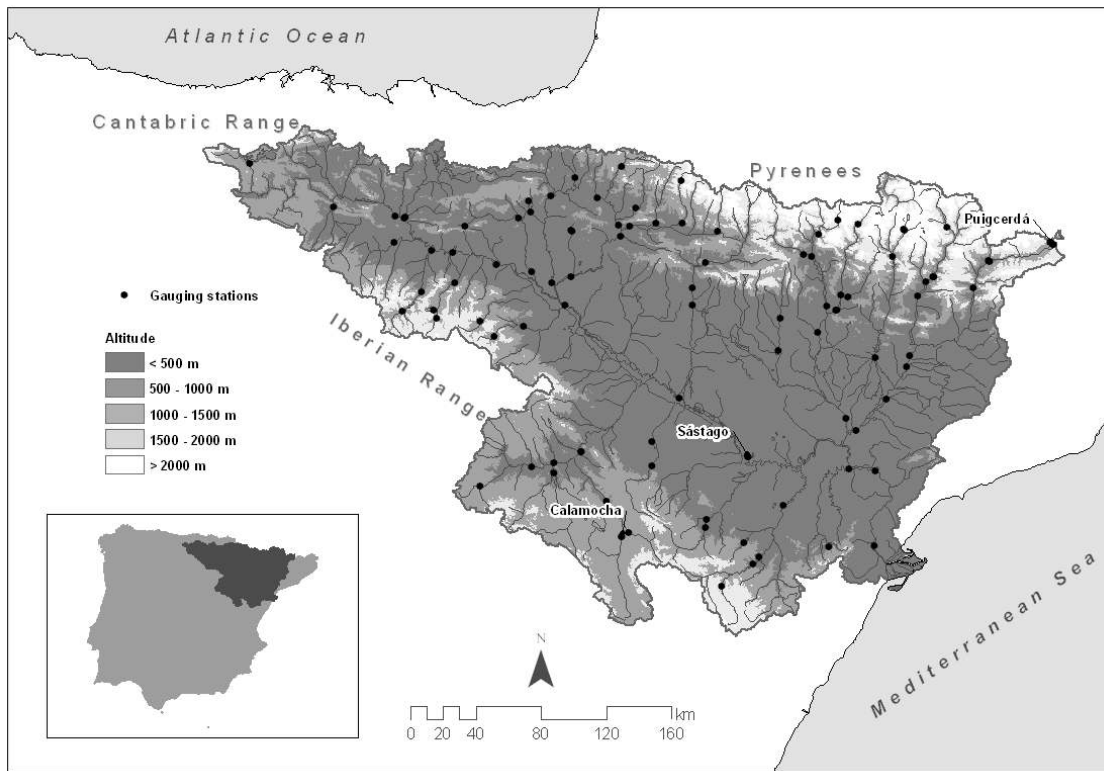 Atlantic Ocean
Cantabric Range
Pyrenees
Puigcerdá
Gauging stations
Iberian Range
Altitude
< 500 m
500 - 1000 m
1000 - 1500 m
1500 - 2000 m
> 2000 m
Sástago
Calamocha
Mediterranean Sea
N
km
0 20 40 80 120 160